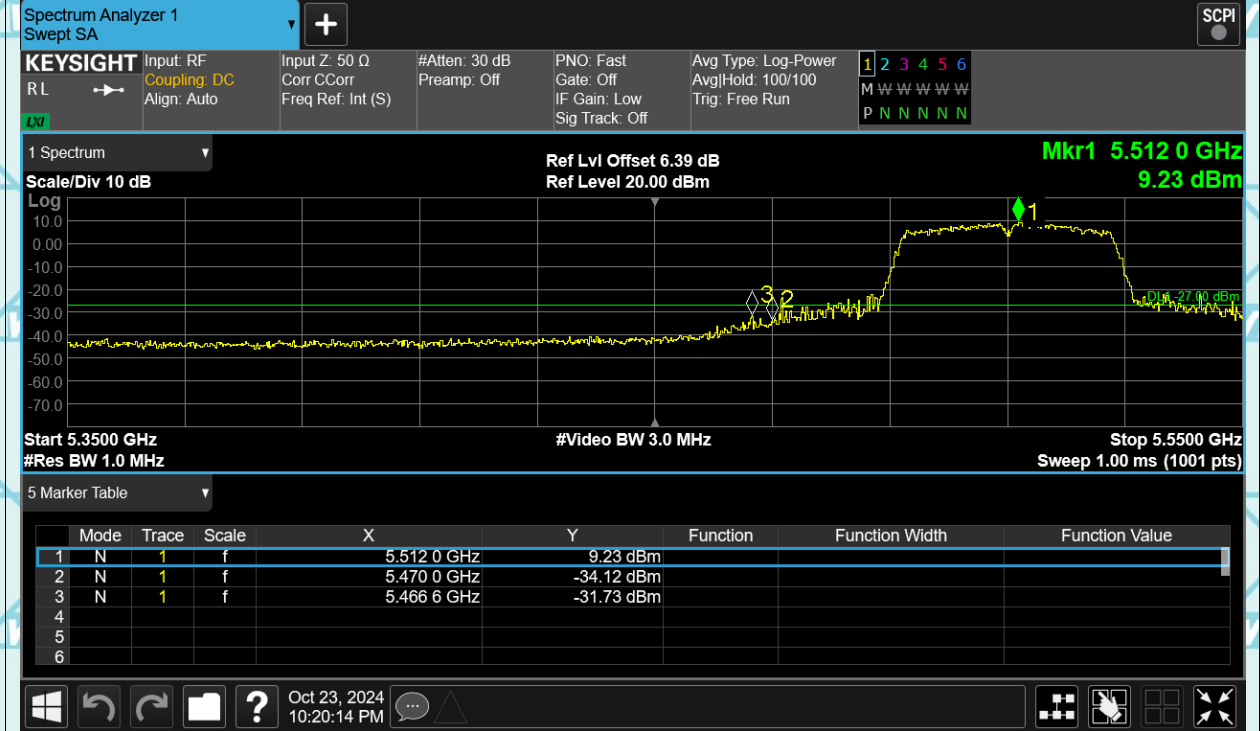 Spectrum Analyzer 1
Swept SA
SCPI
KEYSIGHT
R L
LXI
Input: RF
Coupling: DC
Align: Auto
Input Z: 50 Ω
Corr CCorr
Freq Ref: Int (S)
#Atten: 30 dB
Preamp: Off
PNO: Fast
Gate: Off
IF Gain: Low
Sig Track: Off
Avg Type: Log-Power
Avg|Hold: 100/100
Trig: Free Run
1 2 3 4 5 6
M W W W W W
P N N N N N
1 Spectrum
Scale/Div 10 dB
Log
Ref Lvl Offset 6.39 dB
Ref Level 20.00 dBm
Mkr1 5.512 0 GHz
9.23 dBm
10.0
0.00
-10.0
-20.0
-30.0
-40.0
-50.0
-60.0
-70.0
1
3
2
DL1 -27.00 dBm
Start 5.3500 GHz
#Res BW 1.0 MHz
#Video BW 3.0 MHz
Stop 5.5500 GHz
Sweep 1.00 ms (1001 pts)
5 Marker Table
Mode Trace Scale X Y Function Function Width Function Value
1 N 1 f 5.512 0 GHz 9.23 dBm
2 N 1 f 5.470 0 GHz -34.12 dBm
3 N 1 f 5.466 6 GHz -31.73 dBm
4
5
6
?
Oct 23, 2024
10:20:14 PM